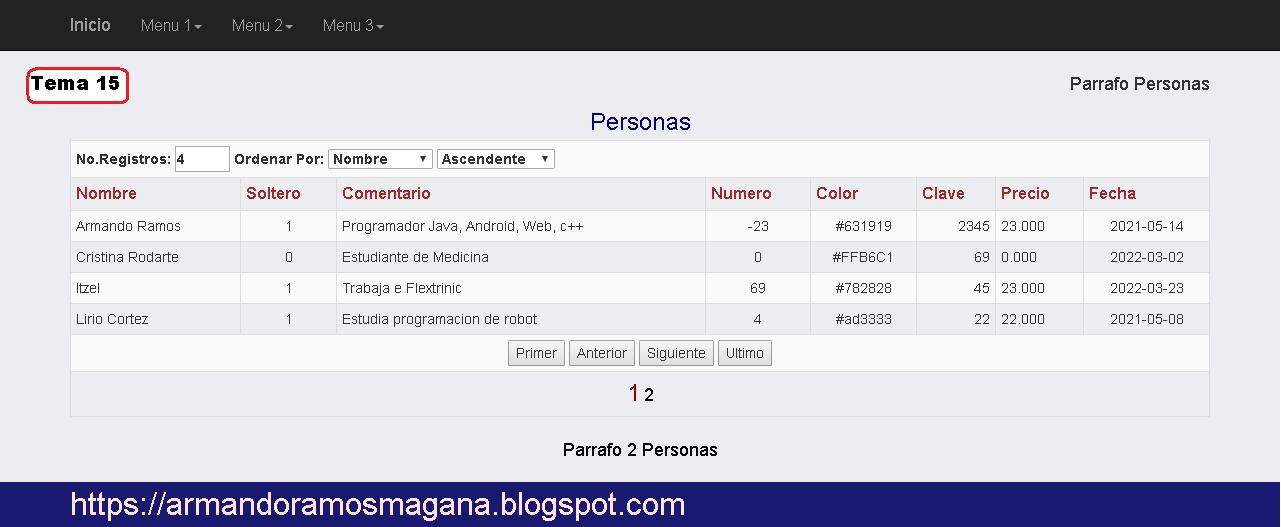 Inicio Menu 1 Menu 2 Menu 3
Tema 15
Parrafo Personas
Personas
No.Registros: 4 Ordenar Por: Nombre Ascendente
Nombre Soltero Comentario Numero Color Clave Precio Fecha
Armando Ramos 1 Programador Java, Android, Web, c++ -23 #631919 2345 23.000 2021-05-14
Cristina Rodarte 0 Estudiante de Medicina 0 #FFB6C1 69 0.000 2022-03-02
Itzel 1 Trabaja e Flextrinic 69 #782828 45 23.000 2022-03-23
Lirio Cortez 1 Estudia programacion de robot 4 #ad3333 22 22.000 2021-05-08
Primer Anterior Siguiente Ultimo
1 2
Parrafo 2 Personas
https://armandoramosmagana.blogspot.com